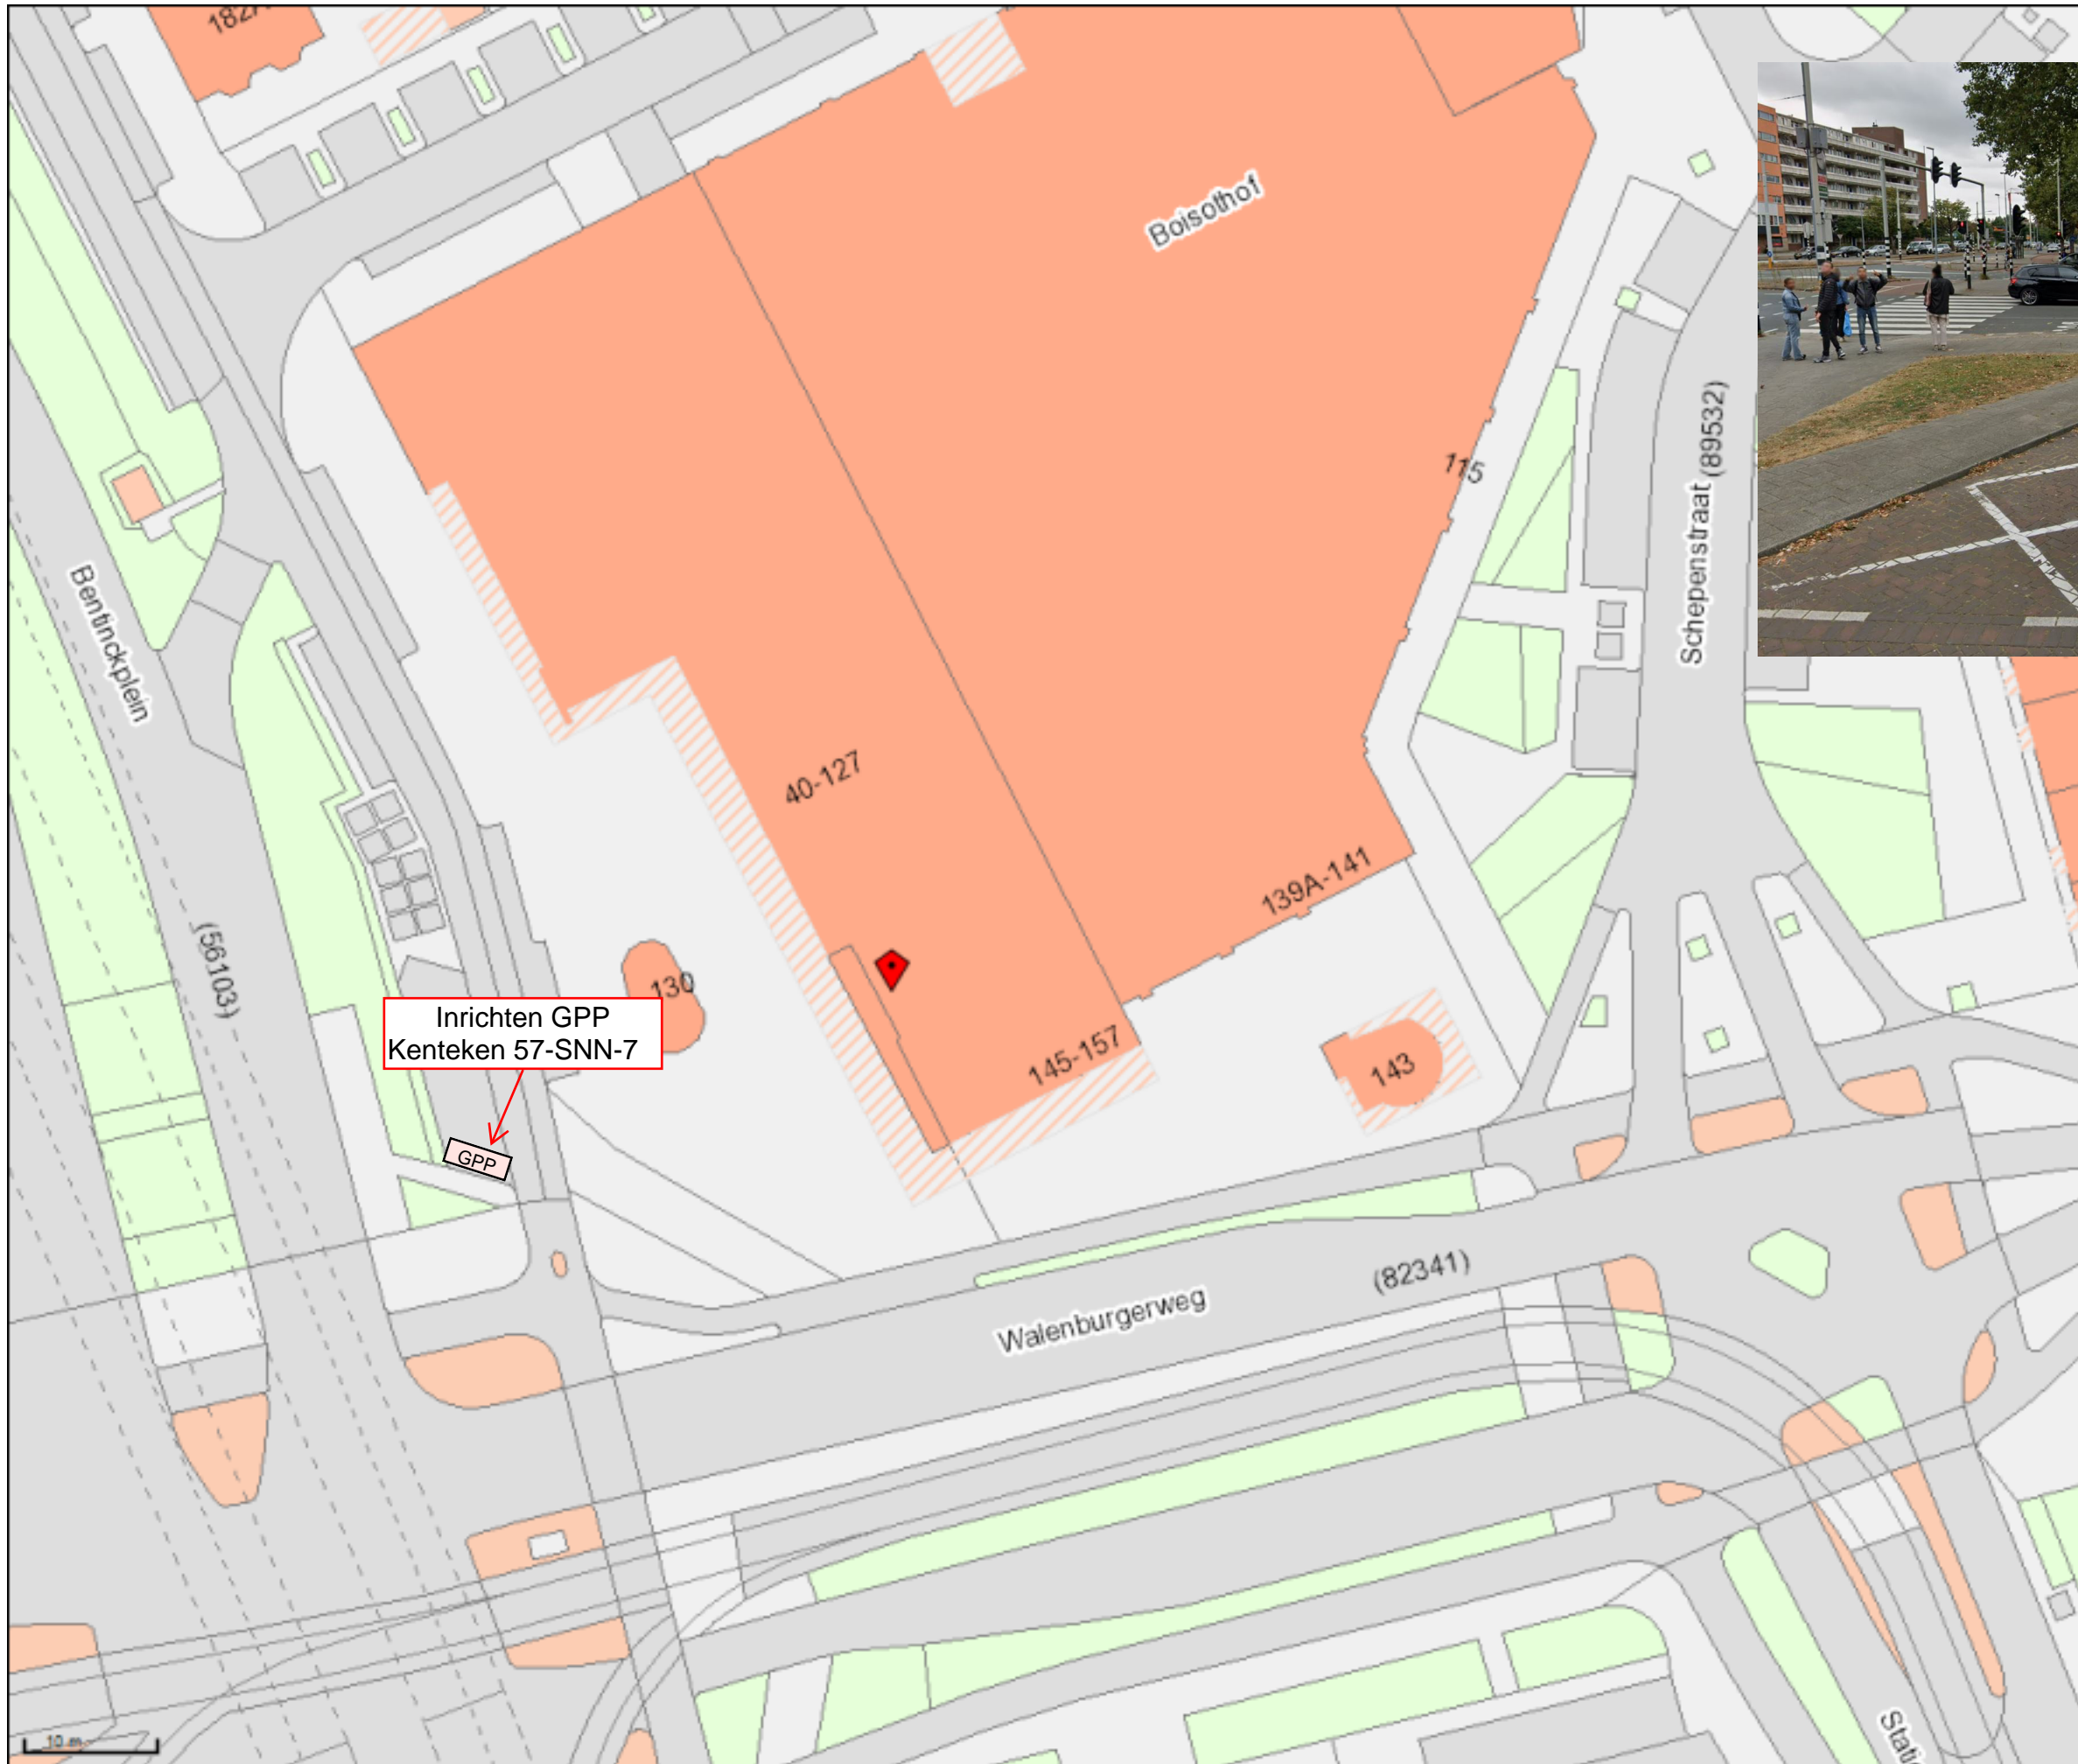 182A
Boisothof
115
Schepenstraat (89532)
Bentinckplein
40-127
139A-141
(56103)
130
Inrichten GPP
Kenteken 57-SNN-7
145-157
143
GPP
(82341)
Walenburgerweg
10 m